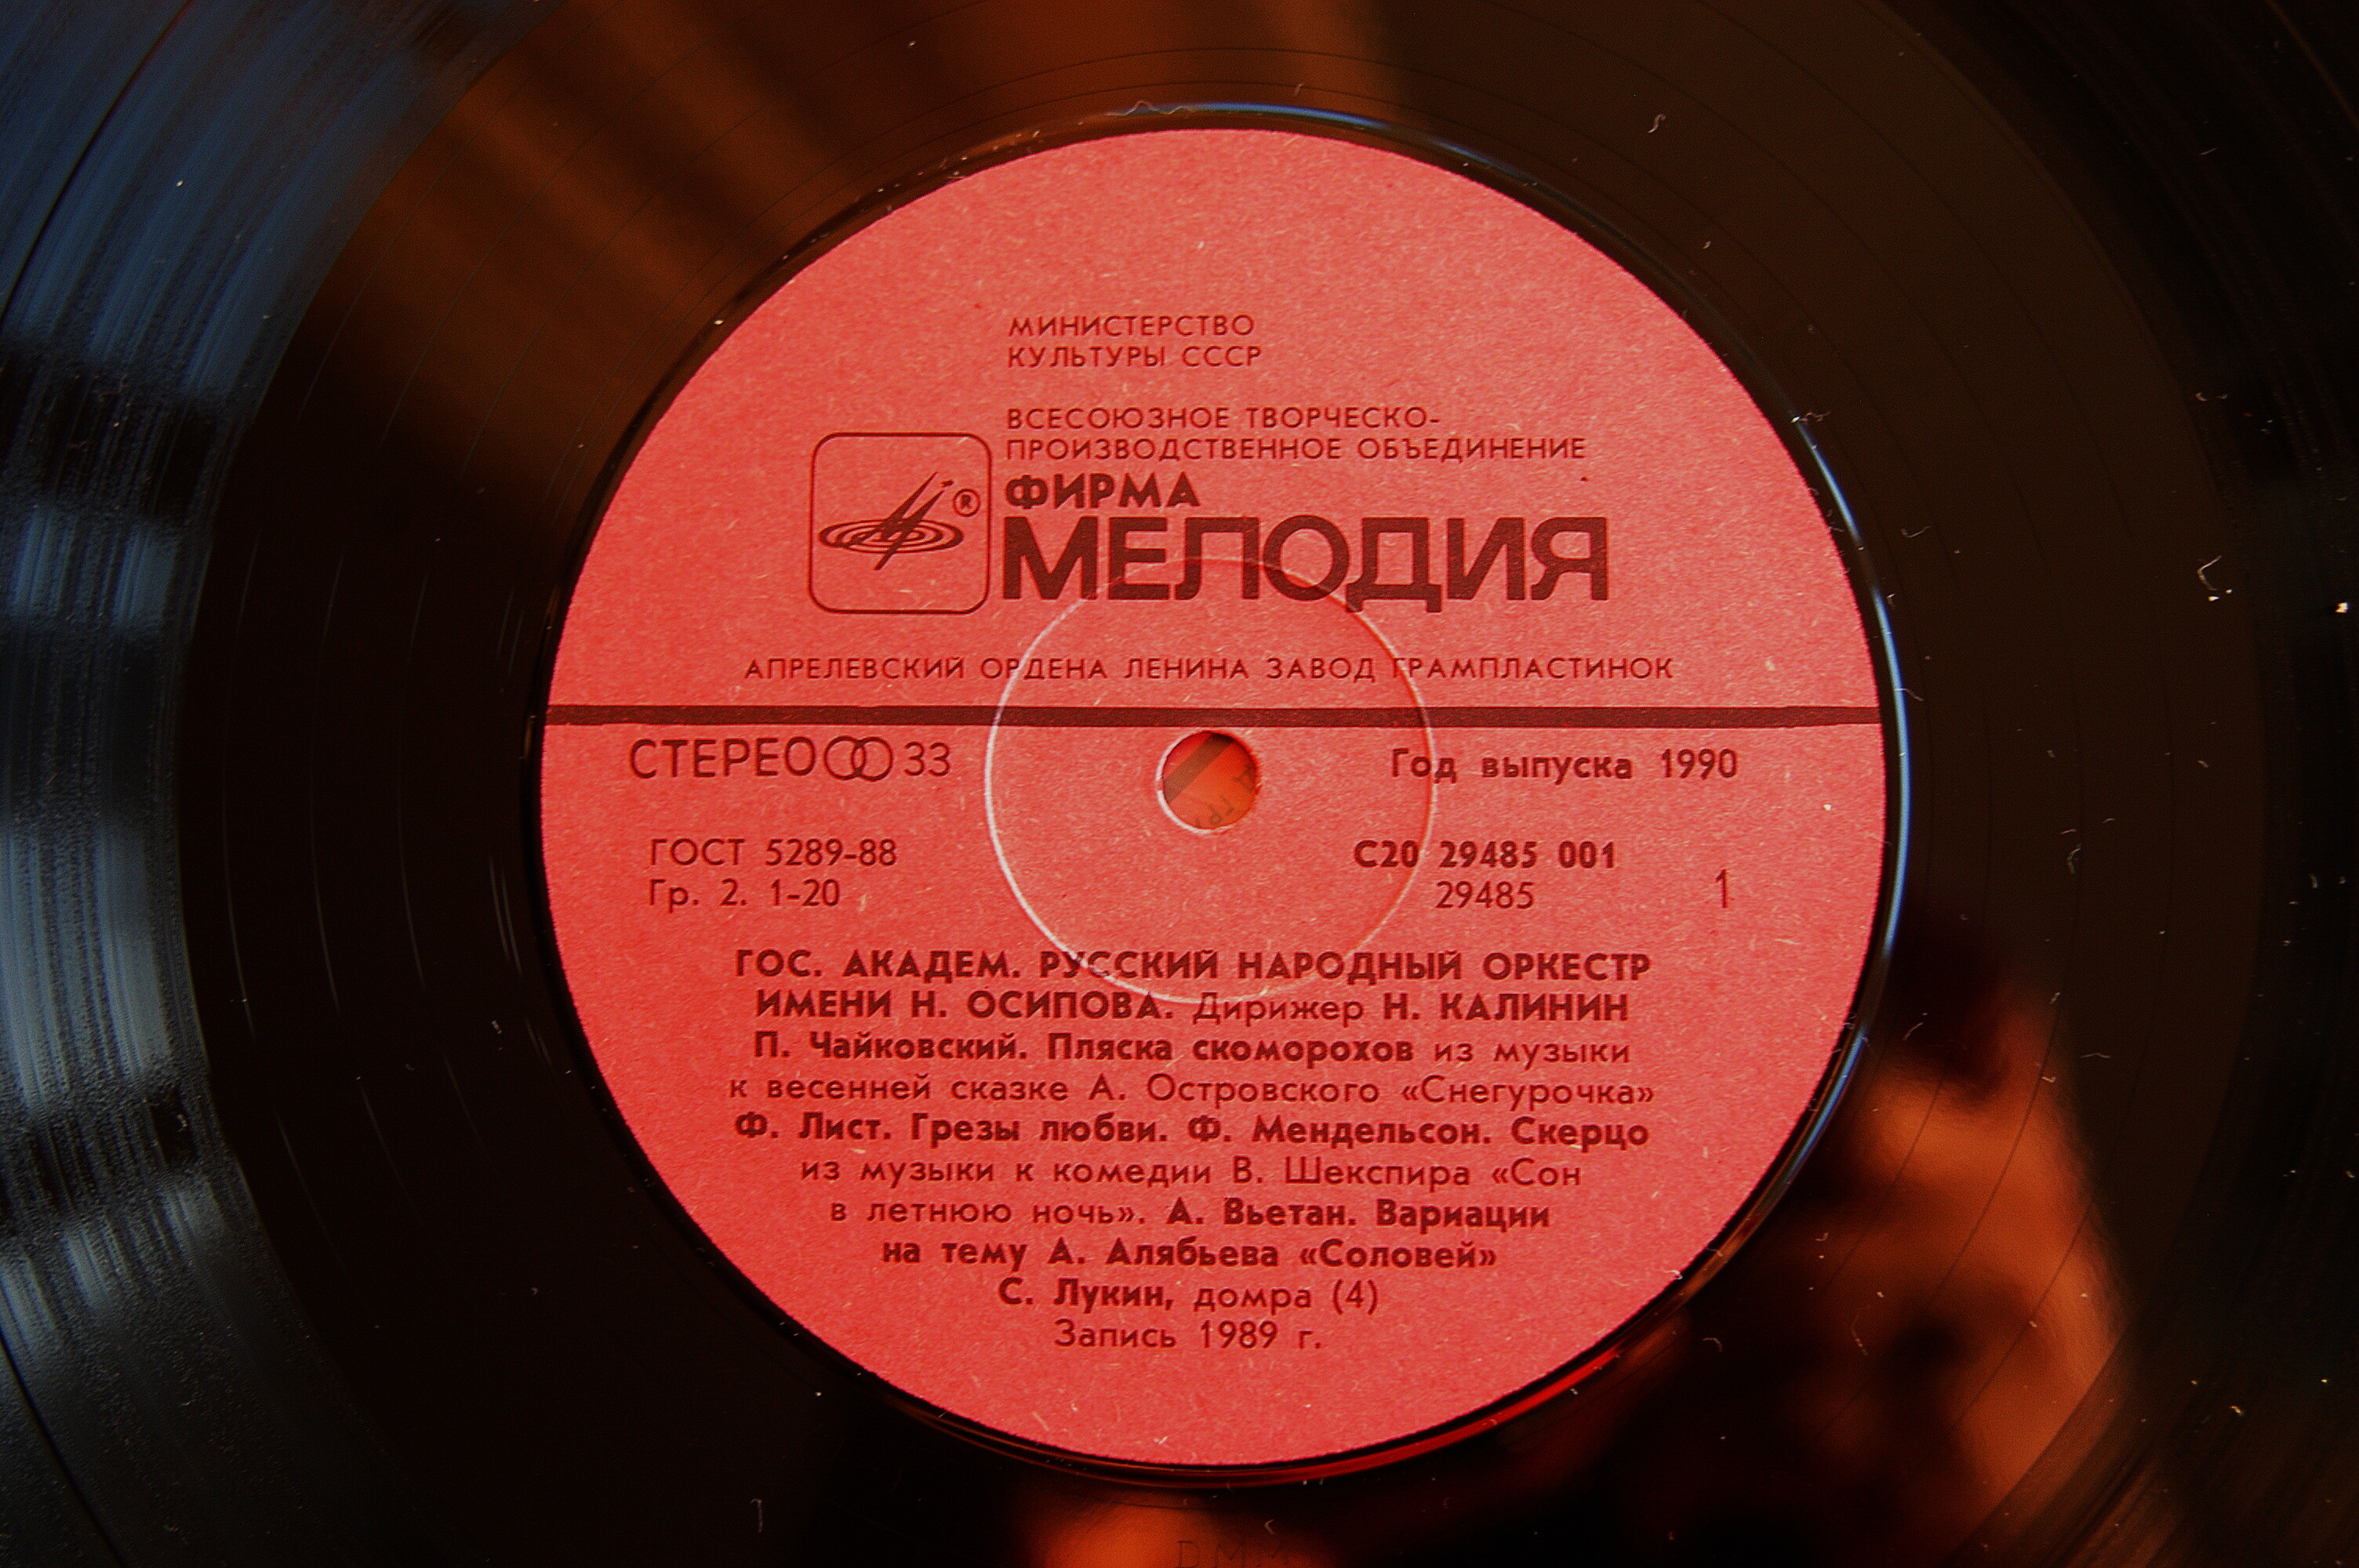 МИНИСТЕРСТВО
КУЛЬТУРЫ СССР
ВСЕСОЮЗНОЕ ТВОРЧЕСКО-
ПРОИЗВОДСТВЕННОЕ ОБЪЕДИНЕНИЕ
®
ФИРМА
МЕЛОДИЯ
АПРЕЛЕВСКИЙ ОРДЕНА ЛЕНИНА ЗАВОД ГРАМПЛАСТИНОК
СТЕРЕО 33
Год выпуска 1990
ГОСТ 5289-88
Гр. 2. 1-20
С20 29485 001
29485
1
ГОС. АКАДЕМ. РУССКИЙ НАРОДНЫЙ ОРКЕСТР
ИМЕНИ Н. ОСИПОВА. Дирижер Н. КАЛИНИН
П. Чайковский. Пляска скоморохов из музыки
к весенней сказке А. Островского «Снегурочка»
Ф. Лист. Грезы любви. Ф. Мендельсон. Скерцо
из музыки к комедии В. Шекспира «Сон
в летнюю ночь». А. Вьетан. Вариации
на тему А. Алябьева «Соловей»
С. Лукин, домра (4)
Запись 1989 г.